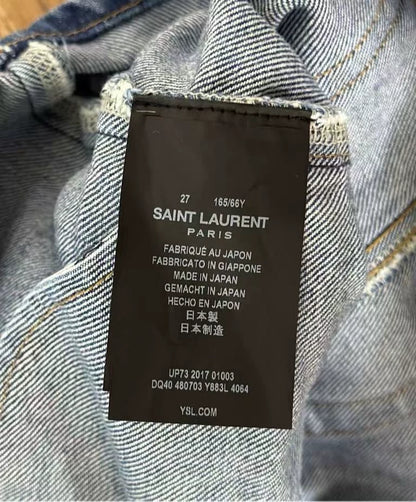 27 165/66Y
SAINT LAURENT
PARIS
FABRIQUÉ AU JAPON
FABBRICATO IN GIAPPONE
MADE IN JAPAN
GEMACHT IN JAPAN
HECHO EN JAPON
日本製
日本制造
UP73 2017 01003
DQ40 480703 Y883L 4064
YSL.COM